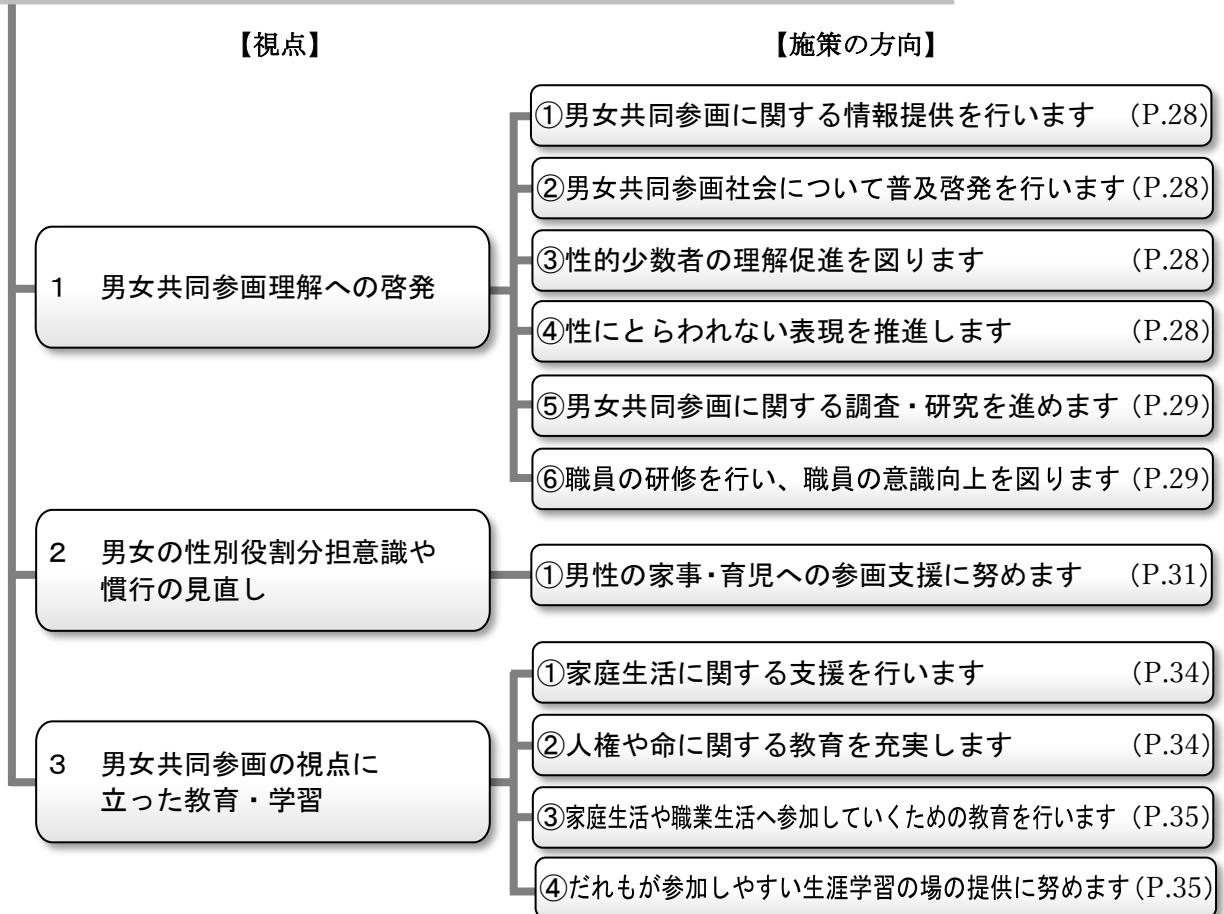 【視点】 【施策の方向】
1 男女共同参画理解への啓発
①男女共同参画に関する情報提供を行います (P.28)
②男女共同参画社会について普及啓発を行います(P.28)
③性的少数者の理解促進を図ります (P.28)
④性にとらわれない表現を推進します (P.28)
⑤男女共同参画に関する調査・研究を進めます (P.29)
⑥職員の研修を行い、職員の意識向上を図ります (P.29)
2 男女の性別役割分担意識や
慣行の見直し
①男性の家事・育児への参画支援に努めます (P.31)
3 男女共同参画の視点に
立った教育・学習
①家庭生活に関する支援を行います (P.34)
②人権や命に関する教育を充実します (P.34)
③家庭生活や職業生活へ参加していくための教育を行います (P.35)
④だれもが参加しやすい生涯学習の場の提供に努めます(P.35)